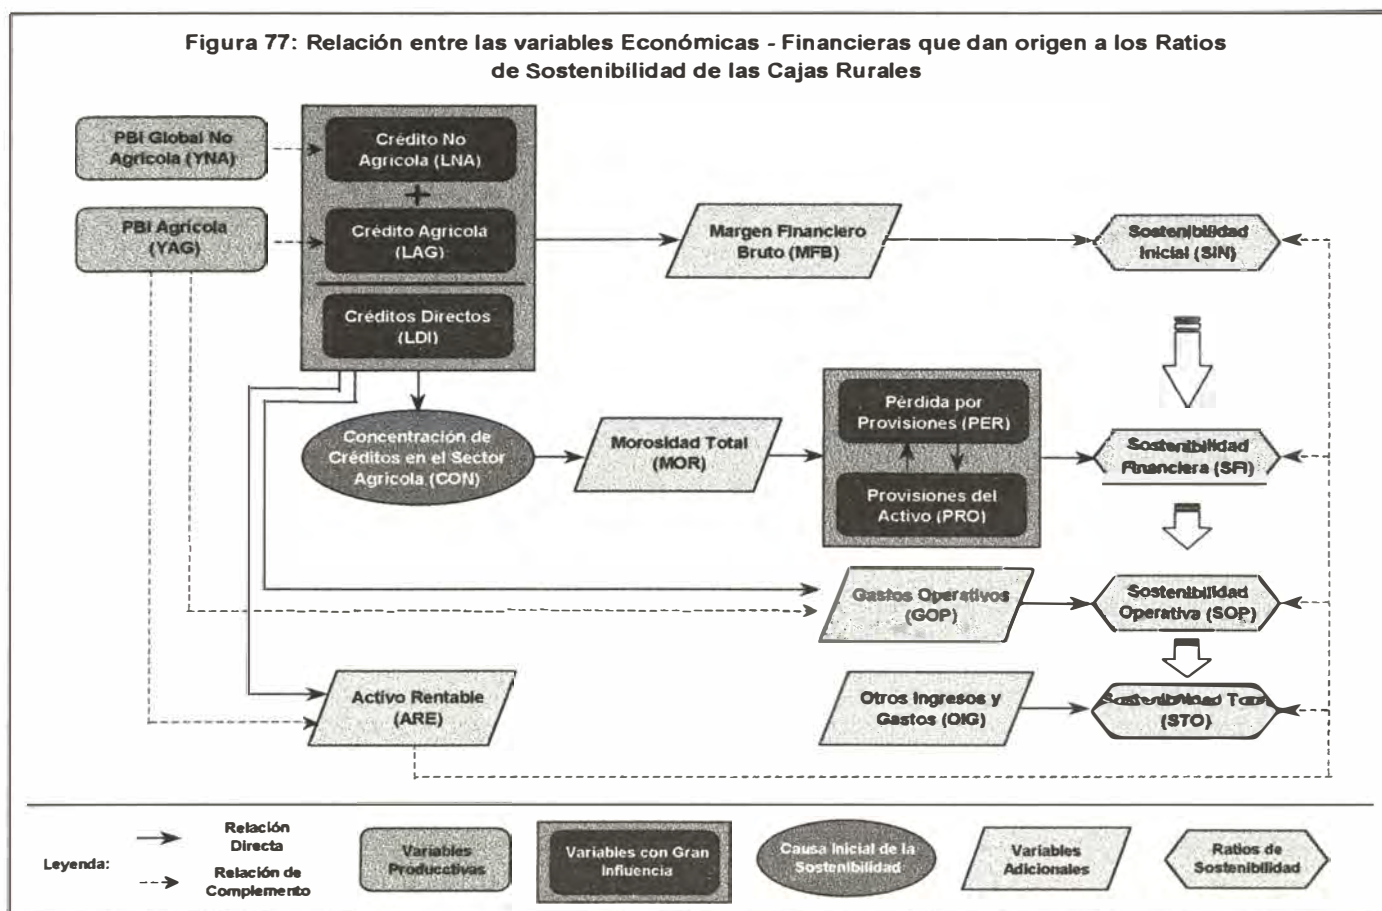 Figura 77: Relación entre las variables Económicas - Financieras que dan origen a los Ratios
de Sostenibilidad de las Cajas Rurales
PBI Global No
Agrícola (YNA)
Crédito No
Agrícola (LNA)
+
PBI Agrícola
(YAG)
Crédito Agrícola
(LAG)
Margen Financiero
Bruto (MFB)
Sostenibilidad
Inicial (SIN)
Créditos Directos
(LDI)
Concentración de
Créditos en el Sector
Agrícola (CON)
Morosidad Total
(MOR)
Pérdida por
Provisiones (PER)
Provisiones del
Activo (PRO)
Sostenibilidad
Financiera (SFI)
Gastos Operativos
(GOP)
Sostenibilidad
Operativa (SOP)
Activo Rentable
(ARE)
Otros Ingresos y
Gastos (OIG)
Sostenibilidad Total
(STO)
Leyenda:
Relación
Directa
Relación de
Complemento
Variables
Producctivas
Variables con Gran
Influencia
Causa Inicial de la
Sostenibilidad
Variables
Adicionales
Ratios de
Sostenibilidad